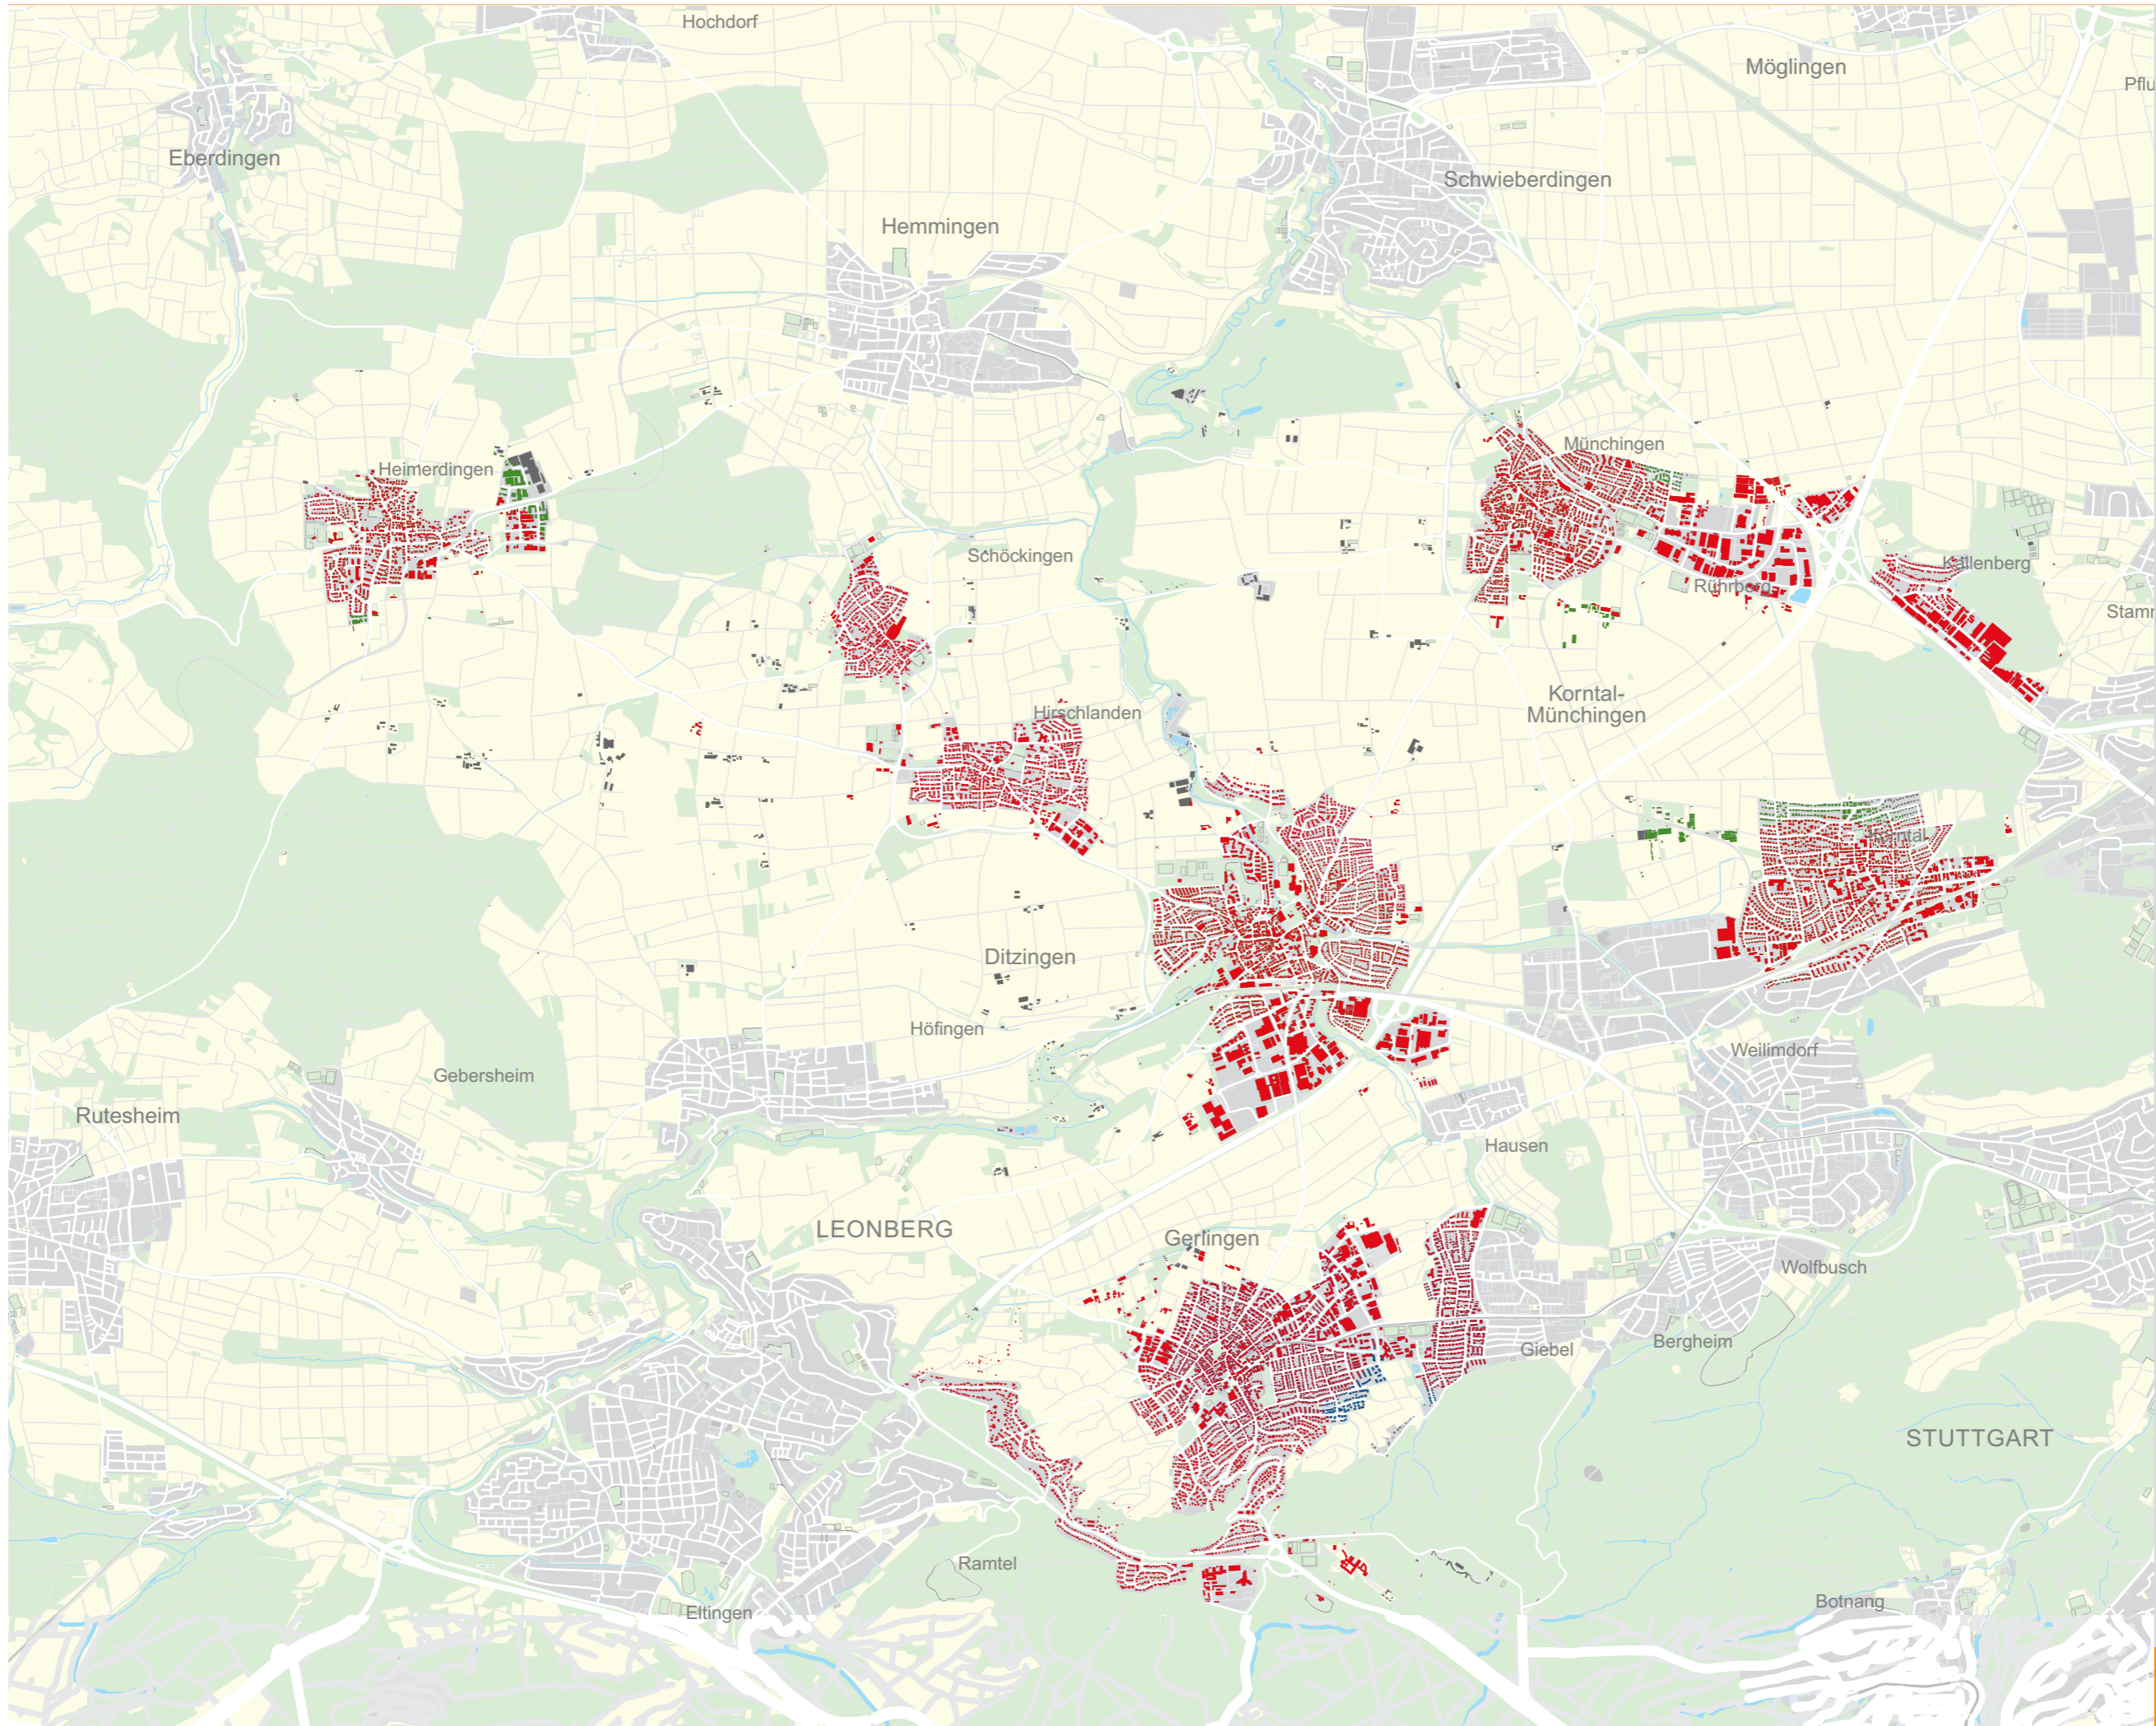 Hochdorf
Möglingen
Pflu
Eberdingen
Schwieberdingen
Hemmingen
Münchingen
Heimerdingen
Schöckingen
Kallenberg
Rührberg
Stamm
Korntal-
Münchingen
Hirschlanden
Korntal
Ditzingen
Höfingen
Weilimdorf
Gebersheim
Rutesheim
Hausen
LEONBERG
Gerlingen
Wolfbusch
Bergheim
Giebel
STUTTGART
Ramtel
Botnang
Eltingen